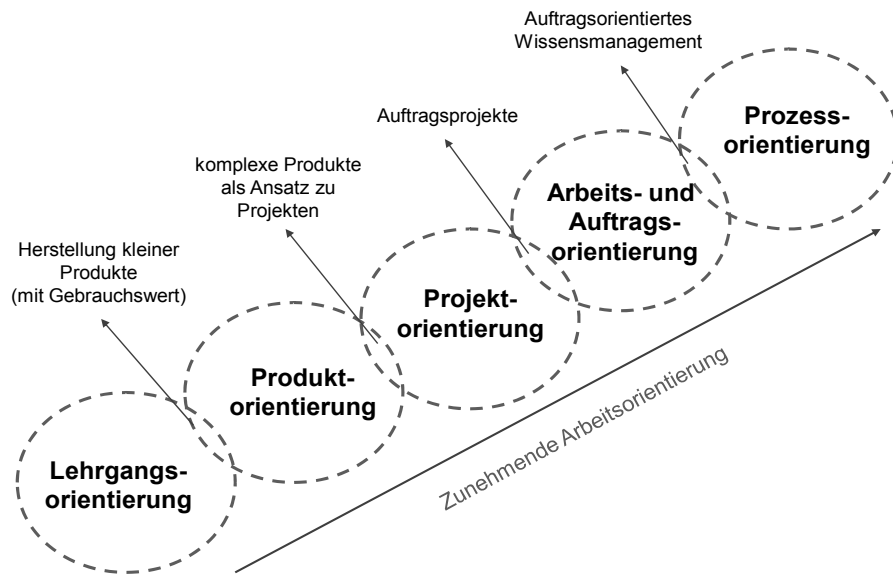 Auftragsorientiertes
Wissensmanagement
Prozess-
orientierung
Auftragsprojekte
Arbeits- und
Auftrags-
orientierung
komplexe Produkte
als Ansatz zu
Projekten
Projekt-
orientierung
Herstellung kleiner
Produkte
(mit Gebrauchswert)
Produkt-
orientierung
Lehrgangs-
orientierung
Zunehmende Arbeitsorientierung